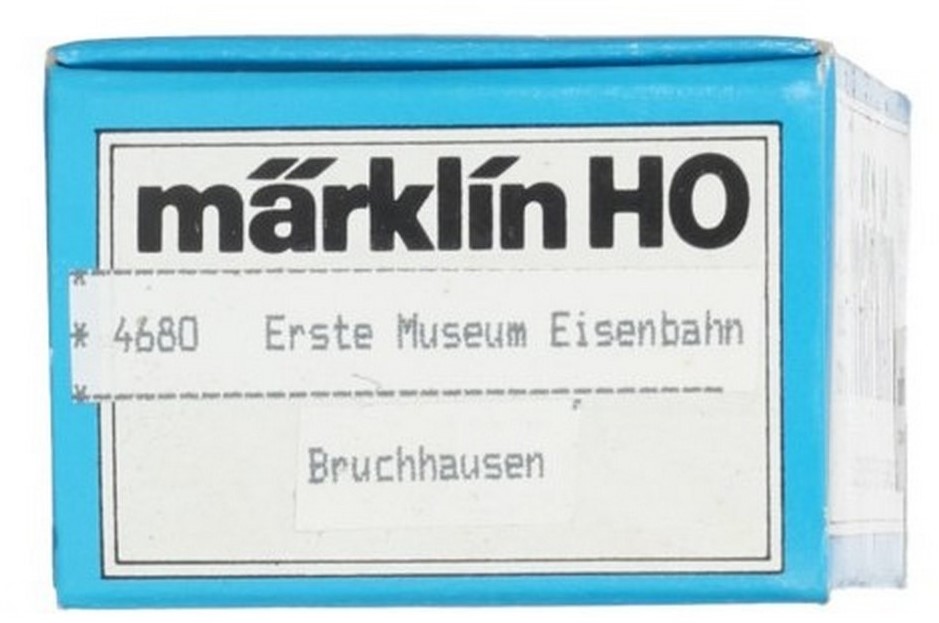 märklin HO
* 4680 Erste Museum Eisenbahn
Bruchhausen